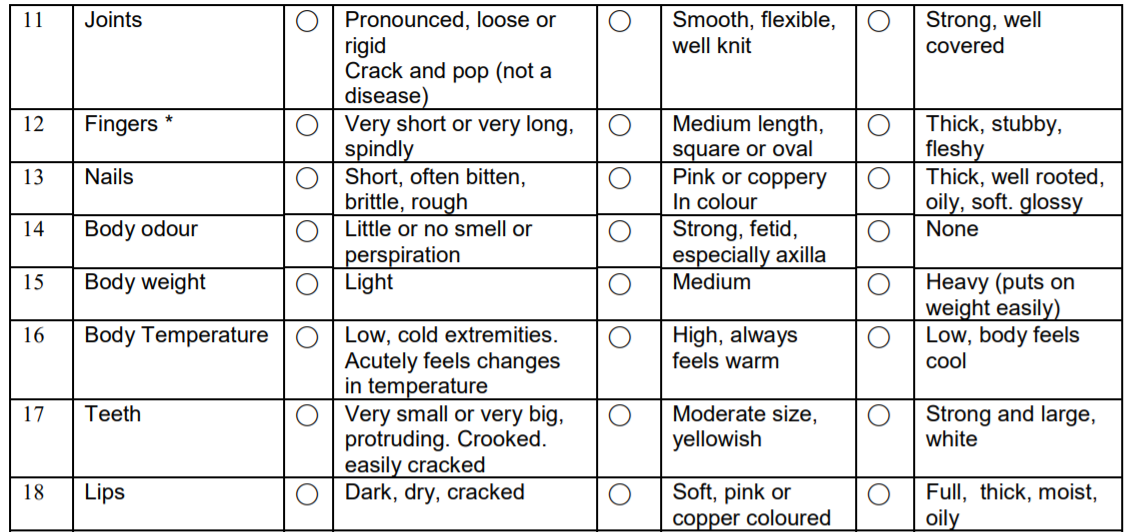 11 Joints ○ Pronounced, loose or ○ Smooth, flexible, ○ Strong, well
rigid well knit covered
Crack and pop (not a
disease)
12 Fingers * ○ Very short or very long, ○ Medium length, ○ Thick, stubby,
spindly square or oval fleshy
13 Nails ○ Short, often bitten, ○ Pink or coppery ○ Thick, well rooted,
brittle, rough In colour oily, soft. glossy
14 Body odour ○ Little or no smell or ○ Strong, fetid, ○ None
perspiration especially axilla
15 Body weight ○ Light ○ Medium ○ Heavy (puts on
weight easily)
16 Body Temperature ○ Low, cold extremities. ○ High, always ○ Low, body feels
Acutely feels changes feels warm cool
in temperature
17 Teeth ○ Very small or very big, ○ Moderate size, ○ Strong and large,
protruding. Crooked. yellowish white
easily cracked
18 Lips ○ Dark, dry, cracked ○ Soft, pink or ○ Full, thick, moist,
copper coloured oily